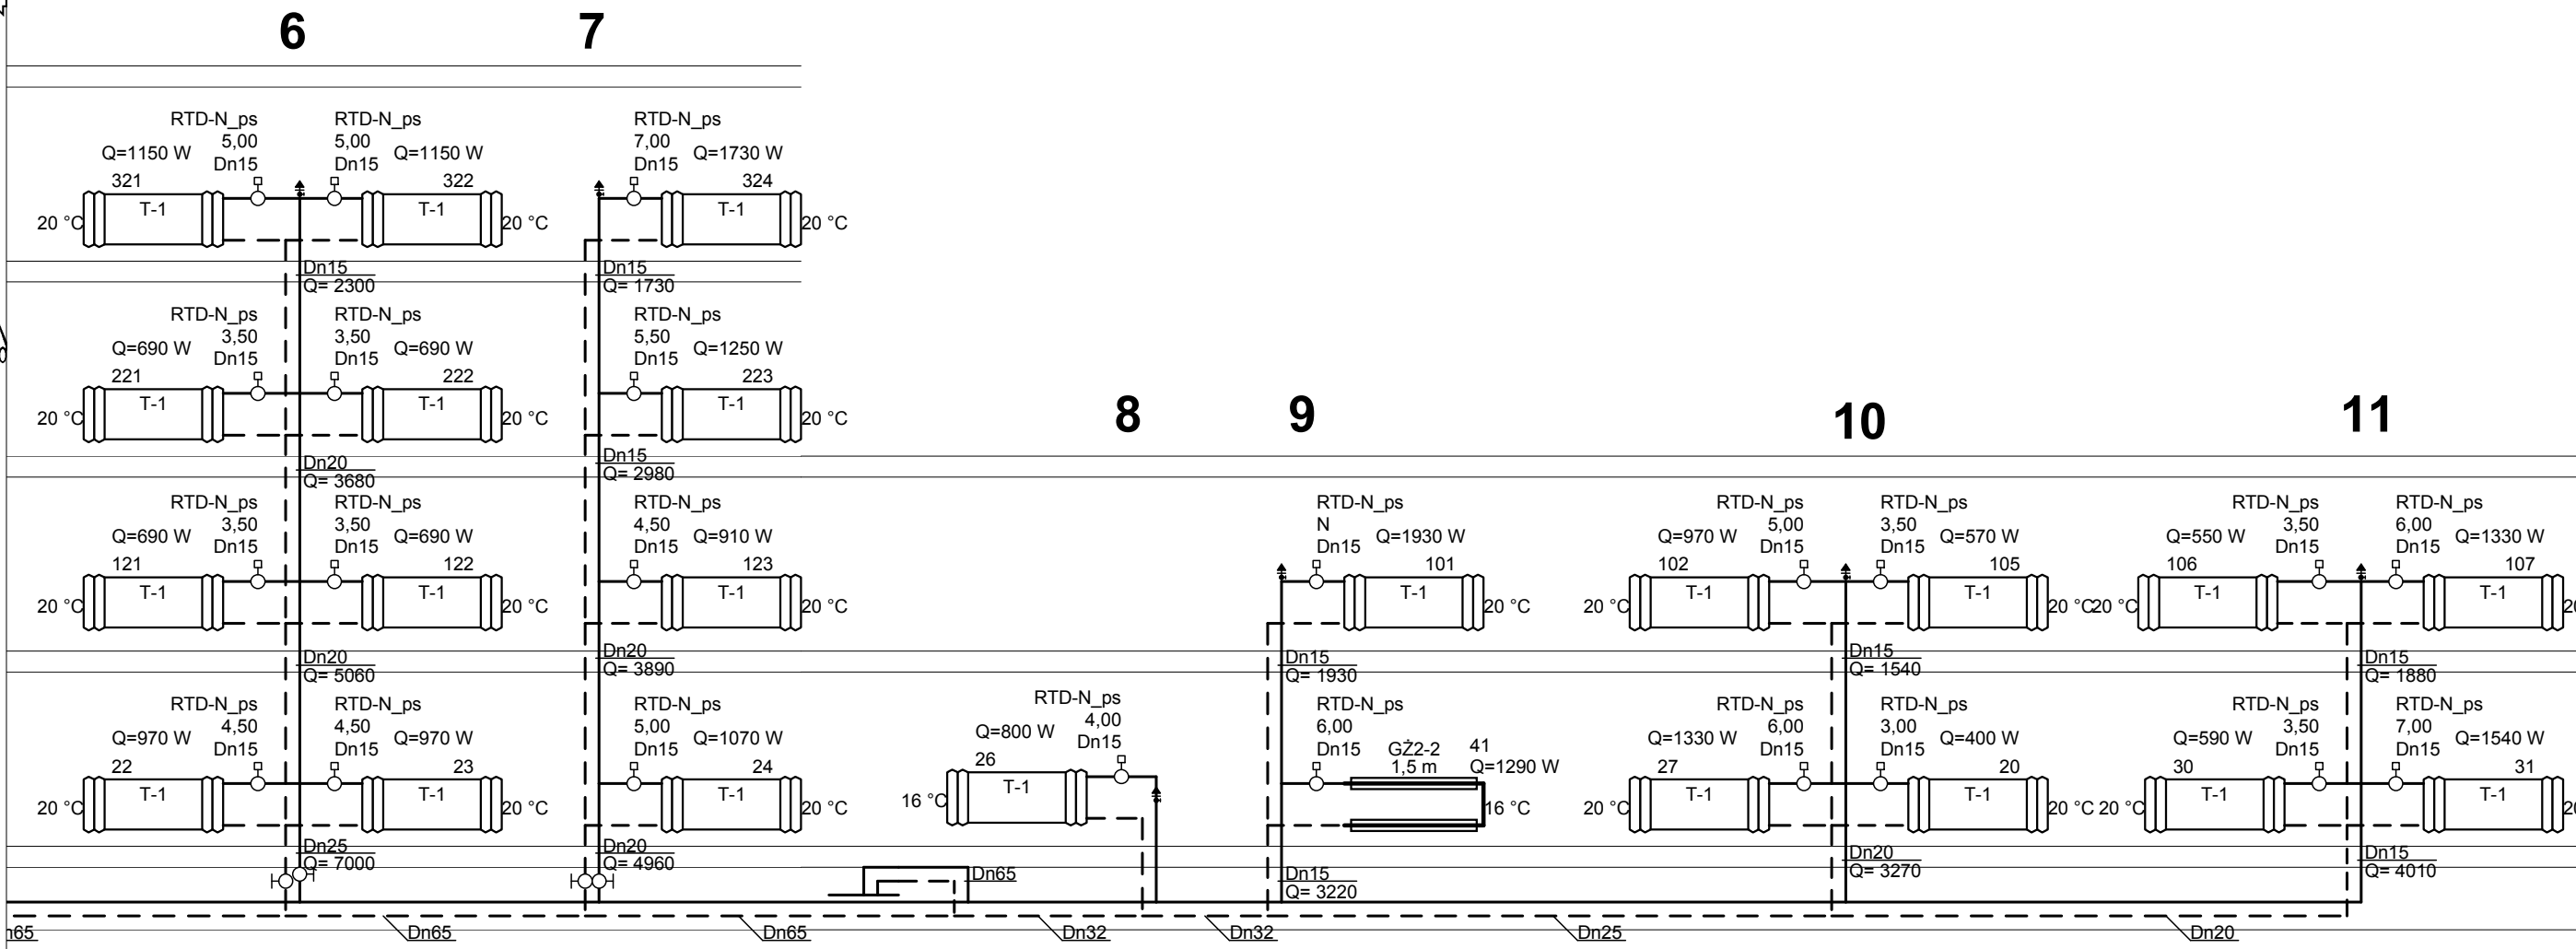 6
7
RTD-N_ps
5,00
Dn15
Q=1150 W
321
T-1
20 °C
RTD-N_ps
5,00
Dn15
Q=1150 W
322
T-1
20 °C
RTD-N_ps
7,00
Dn15
Q=1730 W
324
T-1
20 °C
Dn15
Q= 2300
Dn15
Q= 1730
RTD-N_ps
3,50
Dn15
Q=690 W
221
T-1
20 °C
RTD-N_ps
3,50
Dn15
Q=690 W
222
T-1
20 °C
RTD-N_ps
5,50
Dn15
Q=1250 W
223
T-1
20 °C
8
9
10
11
Dn20
Q= 3680
Dn15
Q= 2980
RTD-N_ps
3,50
Dn15
Q=690 W
121
T-1
20 °C
RTD-N_ps
3,50
Dn15
Q=690 W
122
T-1
20 °C
RTD-N_ps
4,50
Dn15
Q=910 W
123
T-1
20 °C
RTD-N_ps
N
Dn15
Q=1930 W
101
T-1
20 °C
RTD-N_ps
5,00
Dn15
Q=970 W
102
T-1
20 °C
RTD-N_ps
3,50
Dn15
Q=570 W
105
T-1
20 °C
RTD-N_ps
3,50
Dn15
Q=550 W
106
T-1
20 °C
RTD-N_ps
6,00
Dn15
Q=1330 W
107
T-1
Dn20
Q= 5060
Dn20
Q= 3890
Dn15
Q= 1930
Dn15
Q= 1540
Dn15
Q= 1880
RTD-N_ps
4,50
Dn15
Q=970 W
22
T-1
20 °C
RTD-N_ps
4,50
Dn15
Q=970 W
23
T-1
20 °C
RTD-N_ps
5,00
Dn15
Q=1070 W
24
T-1
20 °C
RTD-N_ps
4,00
Dn15
Q=800 W
26
T-1
16 °C
RTD-N_ps
6,00
Dn15
GŻ2-2
1,5 m
41
Q=1290 W
16 °C
RTD-N_ps
6,00
Dn15
Q=1330 W
27
T-1
20 °C
RTD-N_ps
3,00
Dn15
Q=400 W
20
T-1
20 °C
RTD-N_ps
3,50
Dn15
Q=590 W
30
T-1
20 °C
RTD-N_ps
7,00
Dn15
Q=1540 W
31
T-1
Dn25
Q= 7000
Dn20
Q= 4960
Dn65
Dn15
Q= 3220
Dn20
Q= 3270
Dn15
Q= 4010
Dn65
Dn65
Dn32
Dn32
Dn25
Dn20